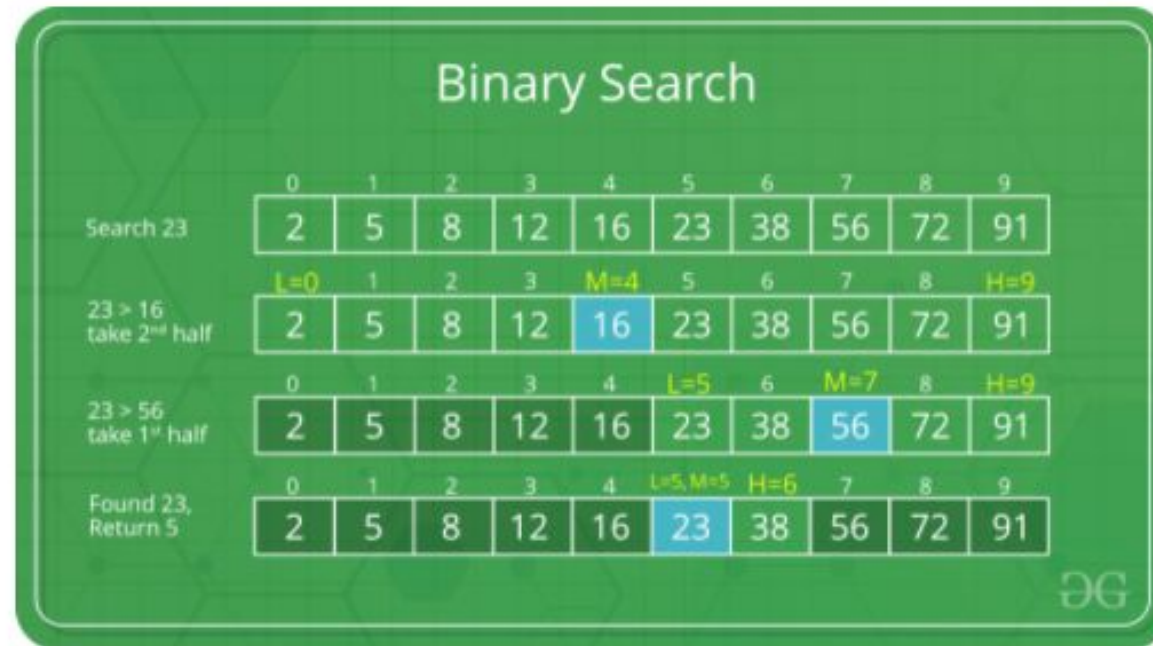 Binary Search
0 1 2 3 4 5 6 7 8 9
Search 23 2 5 8 12 16 23 38 56 72 91
L=0 1 2 3 M=4 5 6 7 8 H=9
23 > 16
take 2nd half
2 5 8 12 16 23 38 56 72 91
0 1 2 3 4 L=5 6 M=7 8 H=9
23 > 56
take 1st half
2 5 8 12 16 23 38 56 72 91
0 1 2 3 4 L=5, M=5 H=6 7 8 9
Found 23,
Return 5
2 5 8 12 16 23 38 56 72 91